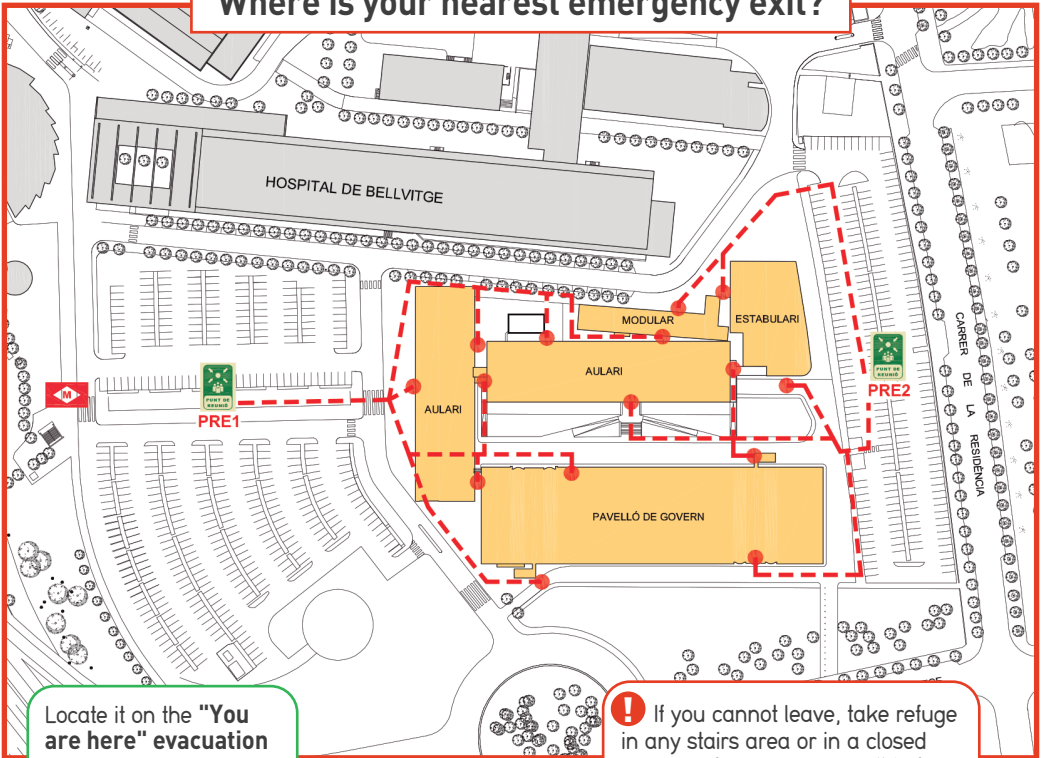 Where is your nearest emergency exit?
HOSPITAL DE BELLVITGE
MODULAR
ESTABULARI
AULARI
AULARI
PAVELLÓ DE GOVERN
M
PUNT DE
REUNIÓ
PRE1
PUNT DE
REUNIÓ
PRE2
CARRER DE LA RESIDÈNCIA
Locate it on the "You
are here" evacuation
! If you cannot leave, take refuge
in any stairs area or in a closed